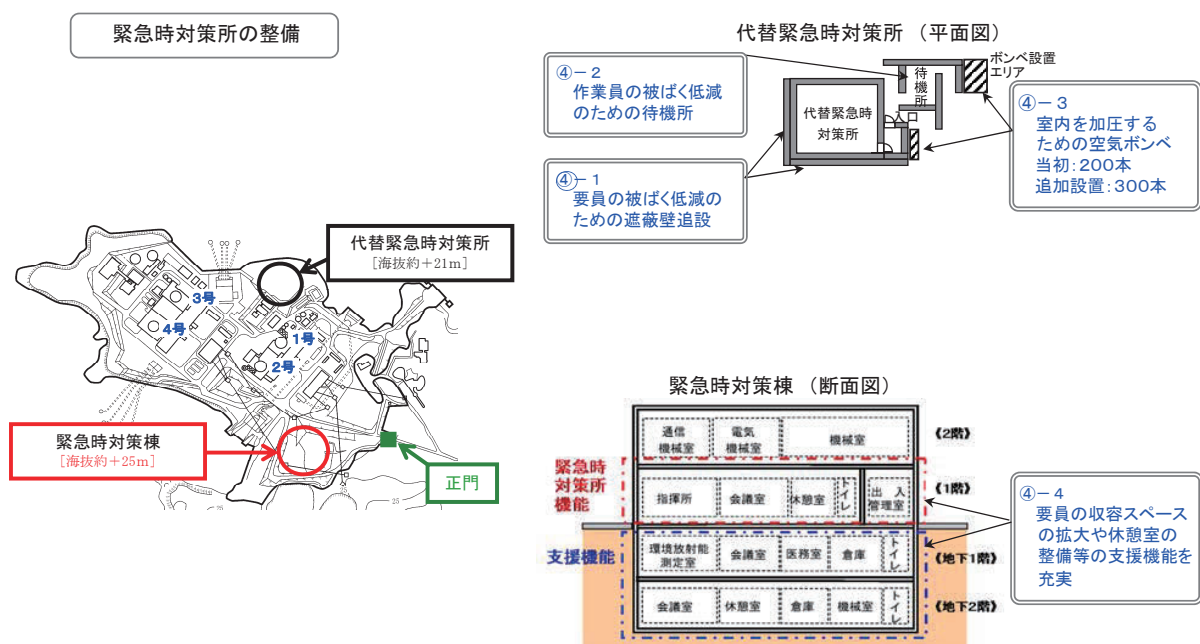 緊急時対策所の整備
代替緊急時対策所 （平面図）
④－2
作業員の被ばく低減
のための待機所
④－1
要員の被ばく低減の
ための遮蔽壁追設
代替緊急時
対策所
待機所
入口
ボンベ設置
エリア
④－3
室内を加圧する
ための空気ボンベ
当初：200本
追加設置：300本
代替緊急時対策所
[海抜約＋21m]
3号
4号
1号
2号
緊急時対策棟
[海抜約＋25m]
正門
25
25
緊急時対策棟 （断面図）
通信
機械室
電気
機械室
機械室
《2階》
緊急時
対策所
機能
指揮所
会議室
休憩室
トイレ
出入
管理室
《1階》
支援機能
環境放射能
測定室
会議室
医務室
倉庫
トイレ
《地下1階》
会議室
休憩室
倉庫
機械室
トイレ
《地下2階》
④－4
要員の収容スペース
の拡大や休憩室の
整備等の支援機能を
充実